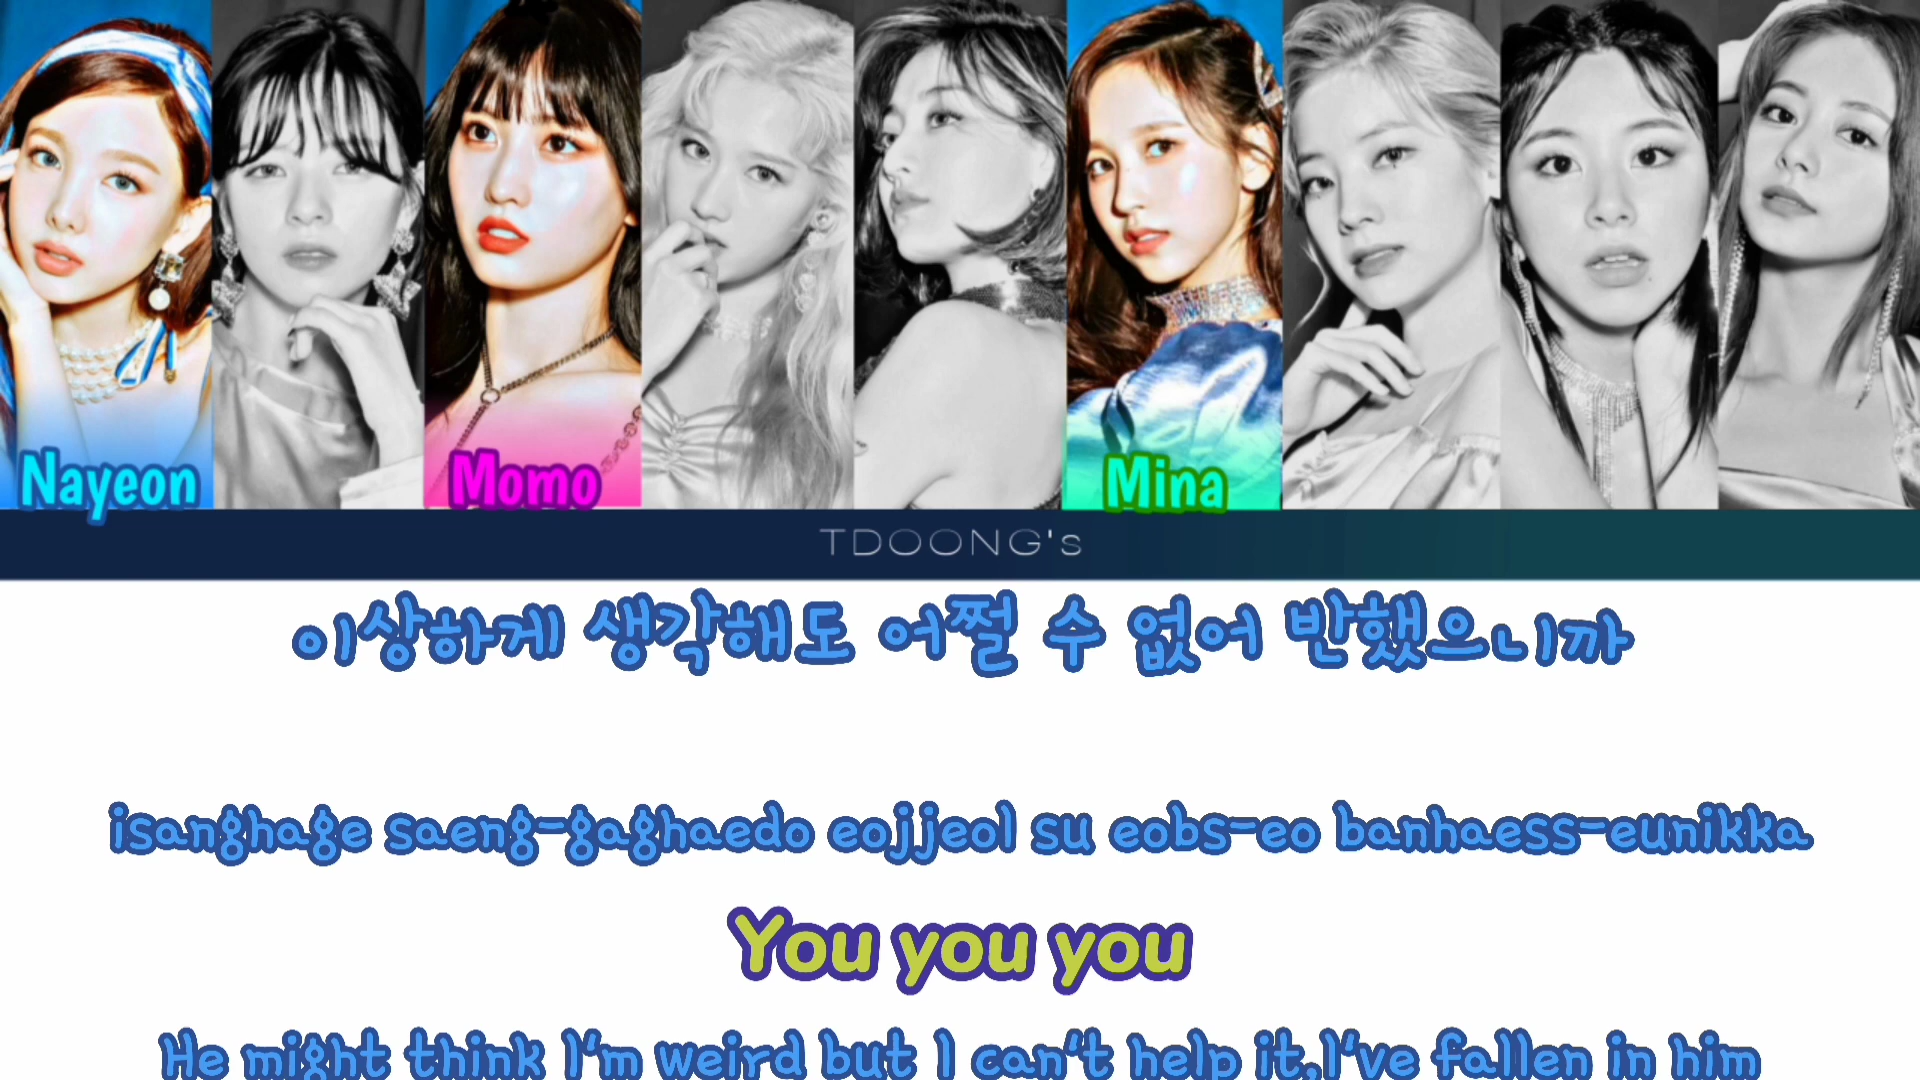 Nayeon Momo Mina
TDOONG's
이상하게 생각해도 어쩔 수 없어 반했으니까
isanghage saeng-gaghaedo eojjeol su eobs-eo banhaess-eunikka
You you you
He might think I'm weird but I can't help it,I've fallen in him